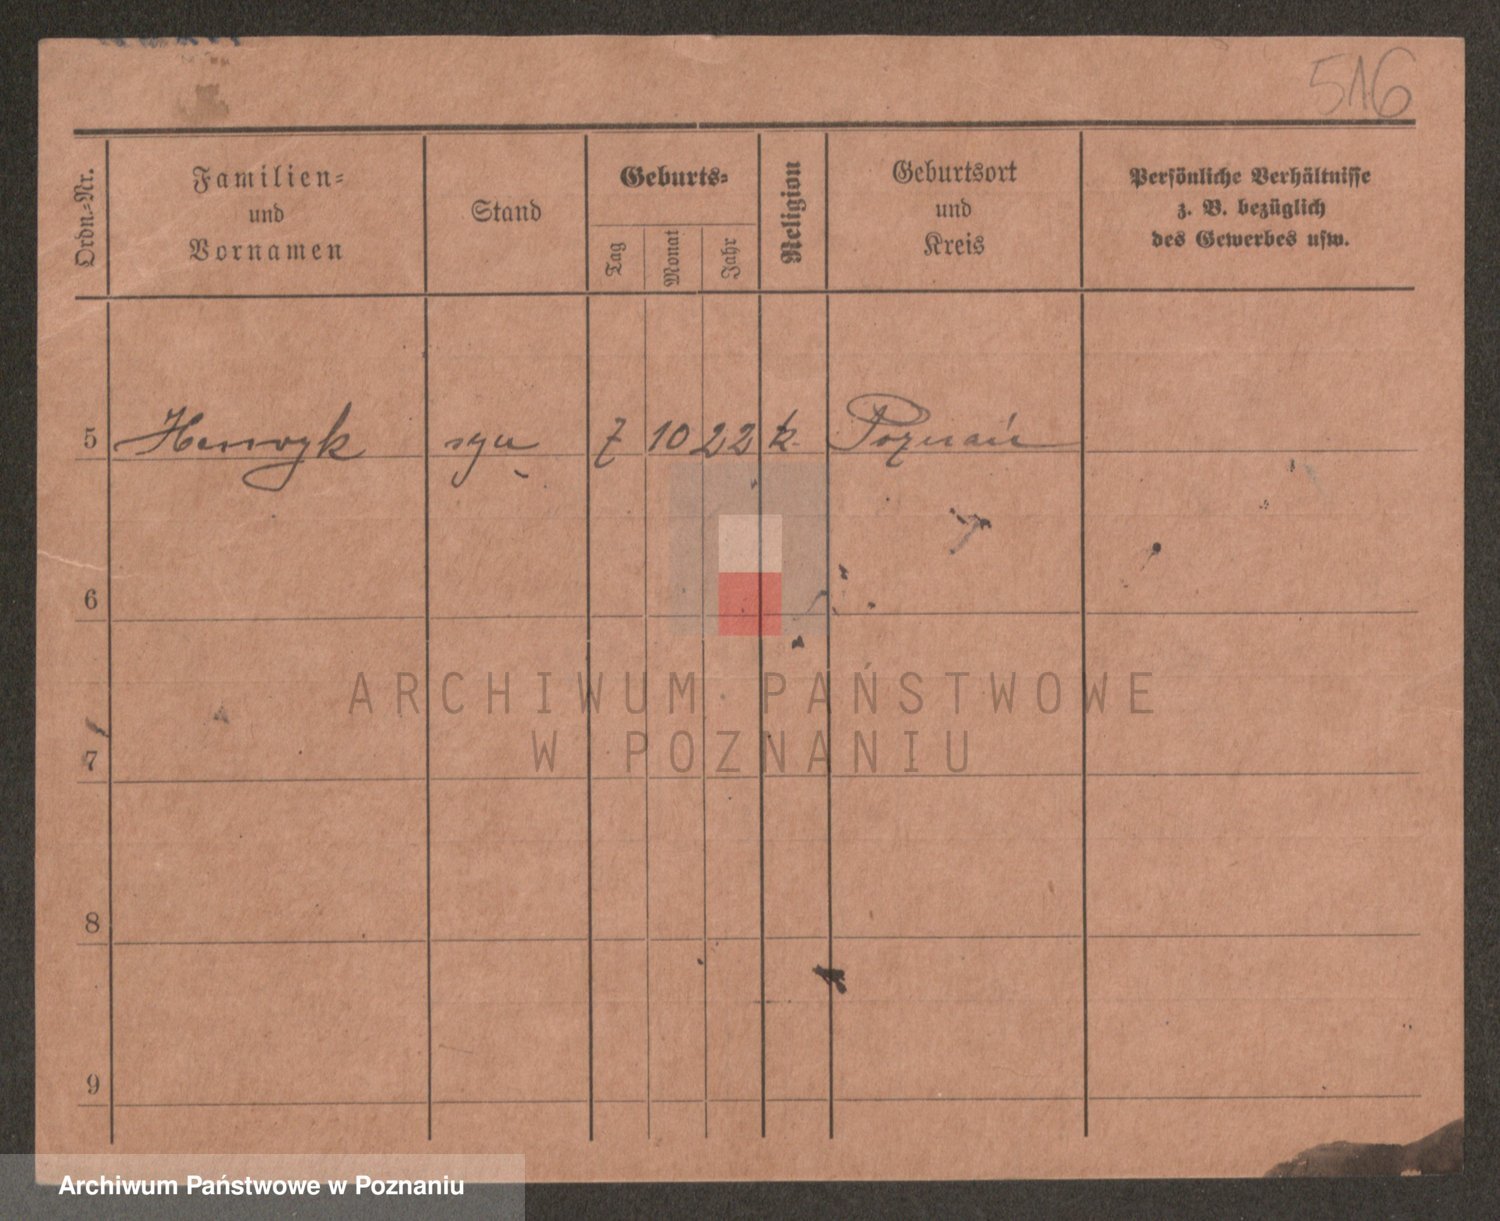 516
Ordn.-Nr.
Familien-
und
Vornamen
Stand
Geburts-
Tag
Monat
Jahr
Religion
Geburtsort
und
Kreis
Persönliche Verhältnisse
z. B. bezüglich
des Gewerbes usw.
5 Henryk syn 7 10 22 k. Poznań
6
ARCHIWUM PAŃSTWOWE
W POZNANIU
7
8
9
Archiwum Państwowe w Poznaniu